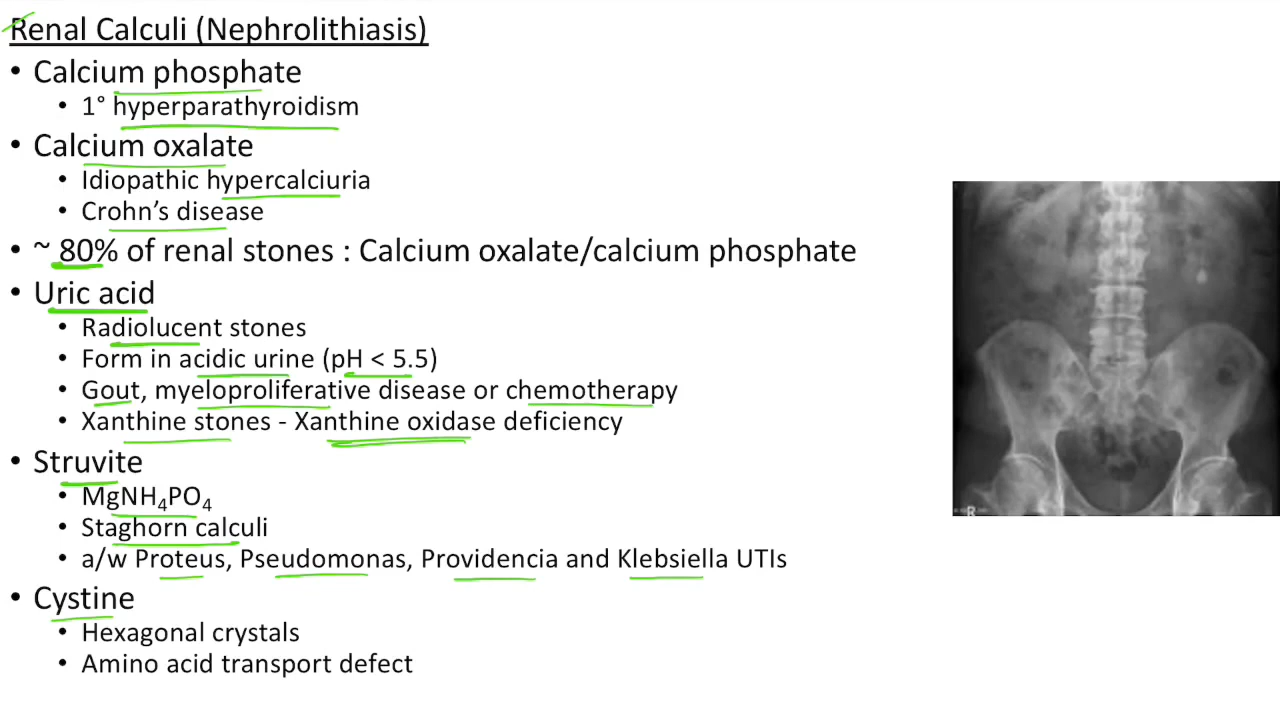 Renal Calculi (Nephrolithiasis)
• Calcium phosphate
• 1° hyperparathyroidism
• Calcium oxalate
• Idiopathic hypercalciuria
• Crohn’s disease
• ~ 80% of renal stones : Calcium oxalate/calcium phosphate
• Uric acid
• Radiolucent stones
• Form in acidic urine (pH < 5.5)
• Gout, myeloproliferative disease or chemotherapy
• Xanthine stones - Xanthine oxidase deficiency
• Struvite
• MgNH₄PO₄
• Staghorn calculi
• a/w Proteus, Pseudomonas, Providencia and Klebsiella UTIs
• Cystine
• Hexagonal crystals
• Amino acid transport defect
R